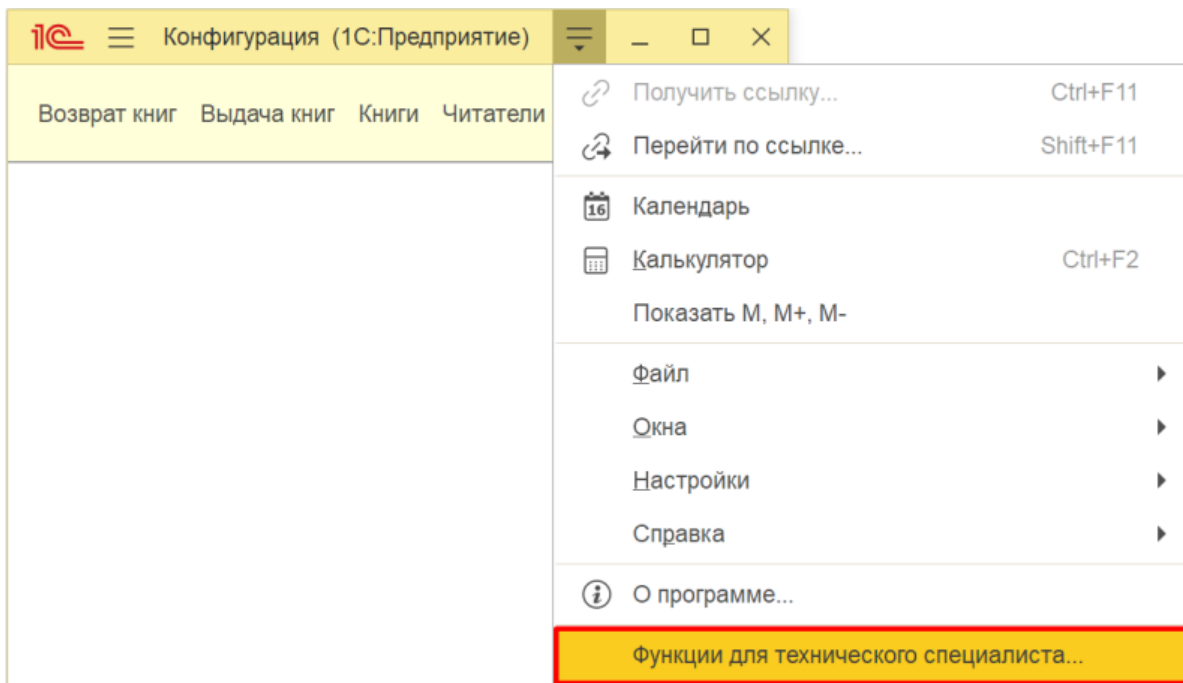 1С Конфигурация (1С:Предприятие)
Возврат книг Выдача книг Книги Читатели
Получить ссылку... Ctrl+F11
Перейти по ссылке... Shift+F11
16 Календарь
Калькулятор Ctrl+F2
Показать M, M+, M-
Файл
Окна
Настройки
Справка
О программе...
Функции для технического специалиста...